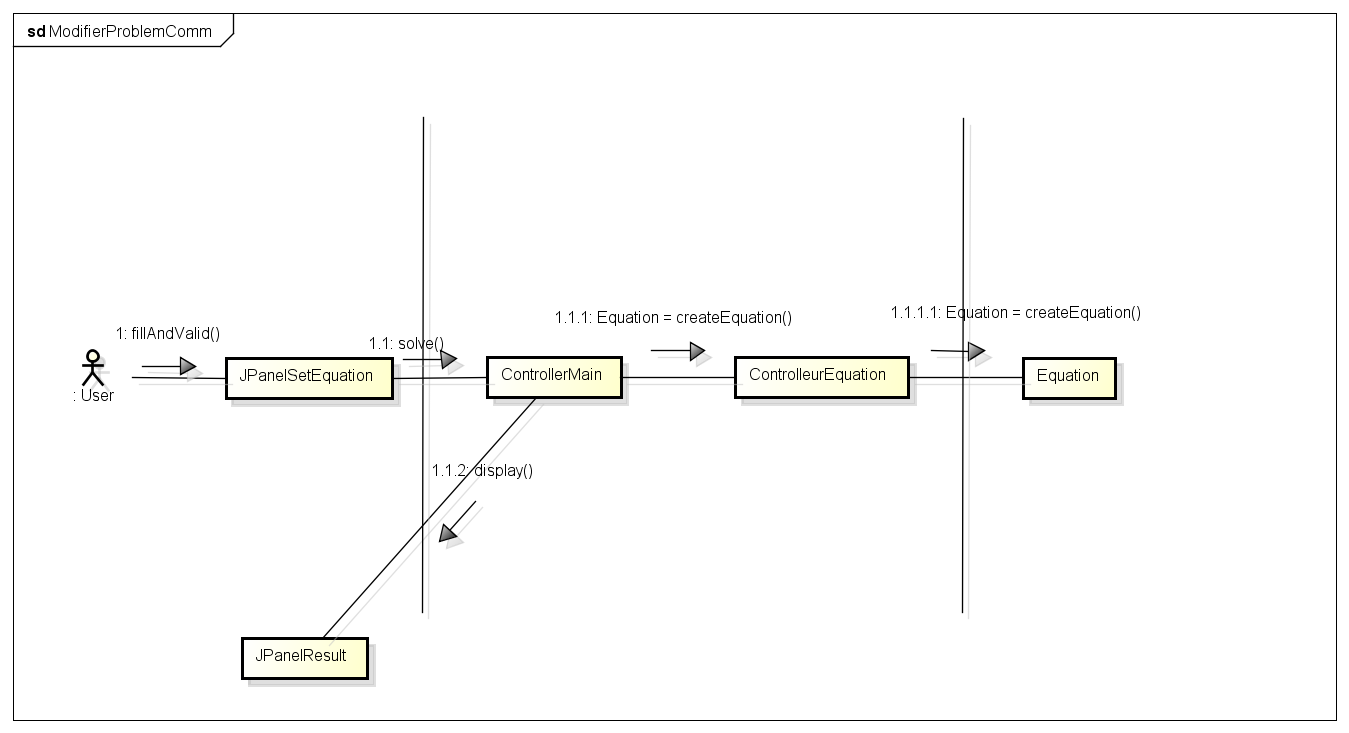 sd ModifierProblemComm
1.1.1: Equation = createEquation()
1.1.1.1: Equation = createEquation()
1: fillAndValid()
1.1: solve()
: User
JPanelSetEquation
ControllerMain
ControlleurEquation
Equation
1.1.2: display()
JPanelResult